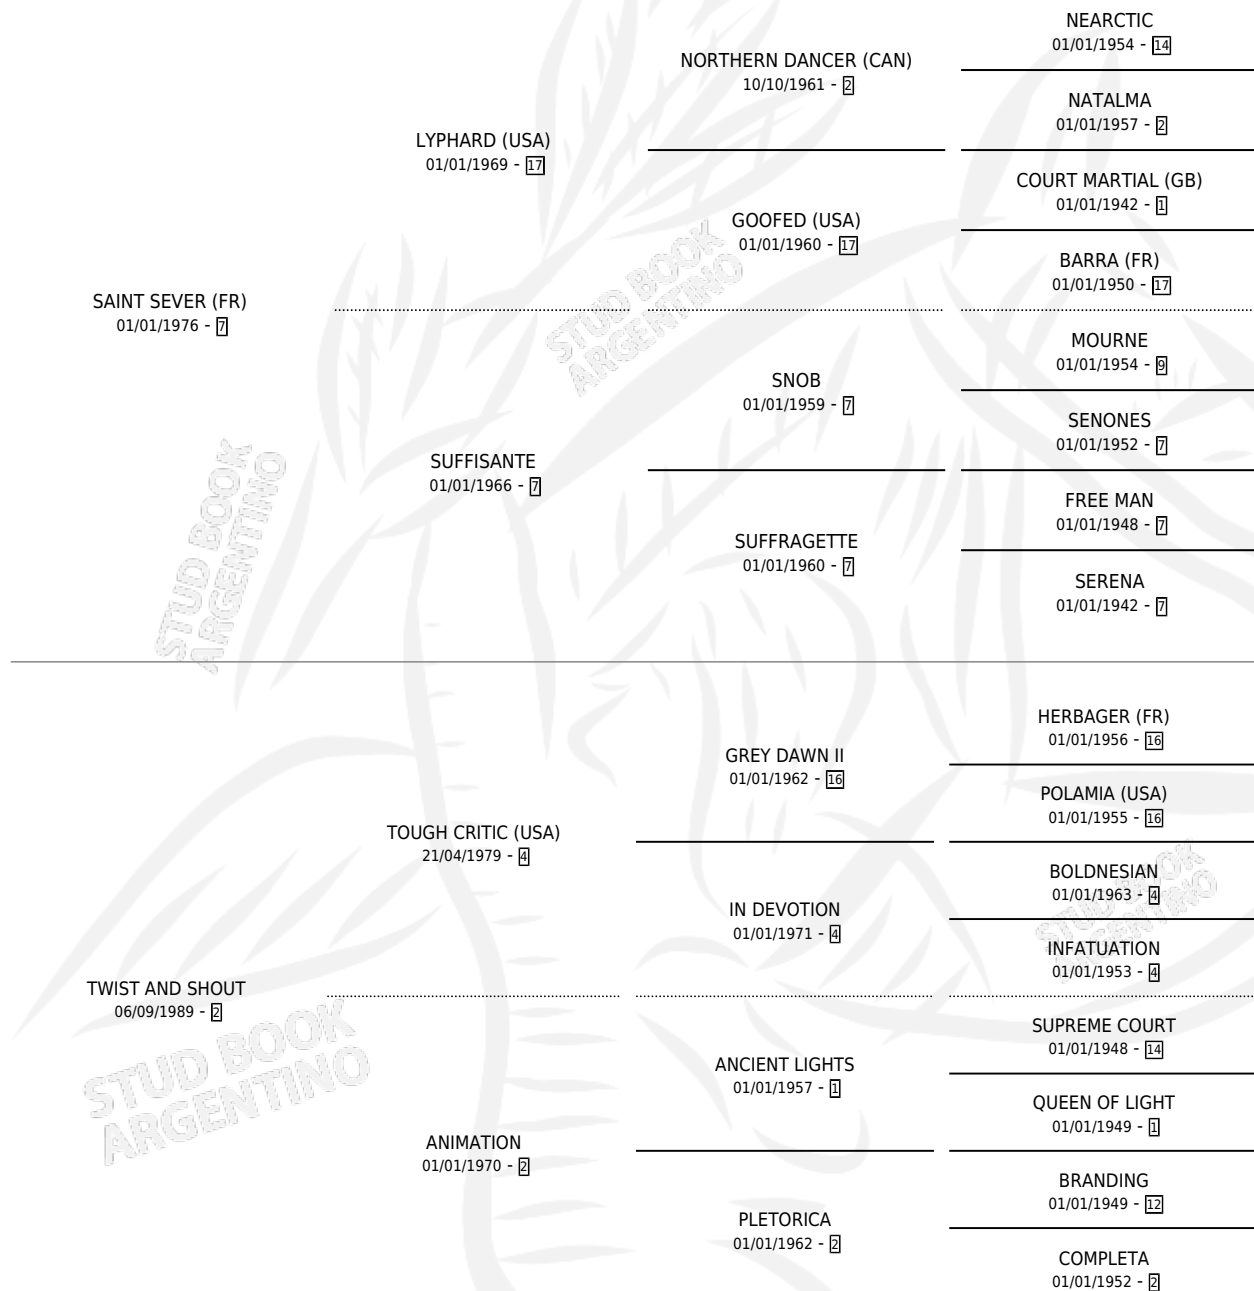 NEARCTIC
01/01/1954 - 14
NORTHERN DANCER (CAN)
10/10/1961 - 2
NATALMA
01/01/1957 - 2
LYPHARD (USA)
01/01/1969 - 17
COURT MARTIAL (GB)
01/01/1942 - 1
GOOFED (USA)
01/01/1960 - 17
BARRA (FR)
01/01/1950 - 17
SAINT SEVER (FR)
01/01/1976 - 7
STUD BOOK
ARGENTINO
MOURNE
01/01/1954 - 9
SNOB
01/01/1959 - 7
SENONES
01/01/1952 - 7
SUFFISANTE
01/01/1966 - 7
FREE MAN
01/01/1948 - 7
SUFFRAGETTE
01/01/1960 - 7
SERENA
01/01/1942 - 7
STUD BOOK
ARGENTINO
HERBAGER (FR)
01/01/1956 - 16
GREY DAWN II
01/01/1962 - 16
POLAMIA (USA)
01/01/1955 - 16
TOUGH CRITIC (USA)
21/04/1979 - 4
BOLDNESIAN
01/01/1963 - 4
IN DEVOTION
01/01/1971 - 4
STUD BOOK
ARGENTINO
INFATUATION
01/01/1953 - 4
TWIST AND SHOUT
06/09/1989 - 2
SUPREME COURT
01/01/1948 - 14
ANCIENT LIGHTS
01/01/1957 - 1
STUD BOOK
ARGENTINO
QUEEN OF LIGHT
01/01/1949 - 1
ANIMATION
01/01/1970 - 2
BRANDING
01/01/1949 - 12
PLETORICA
01/01/1962 - 2
COMPLETA
01/01/1952 - 2